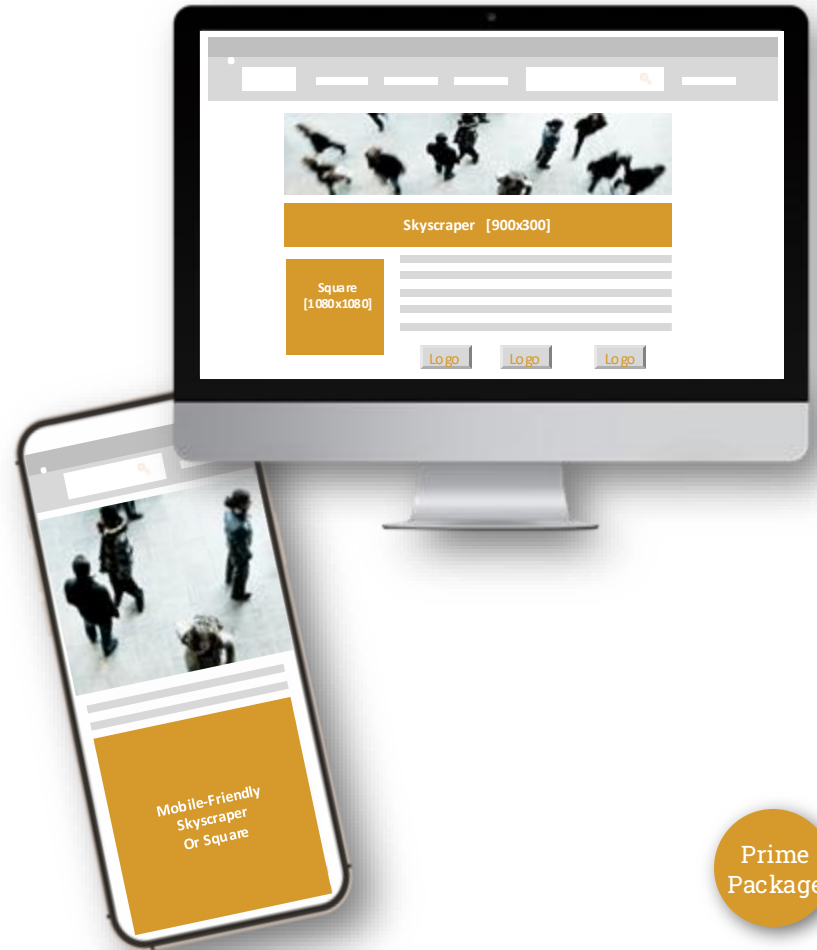 Skyscraper [900x300]
Square
[1080x1080]
Logo
Logo
Logo
Mobile-Friendly
Skyscraper
Or Square
Prime
Package